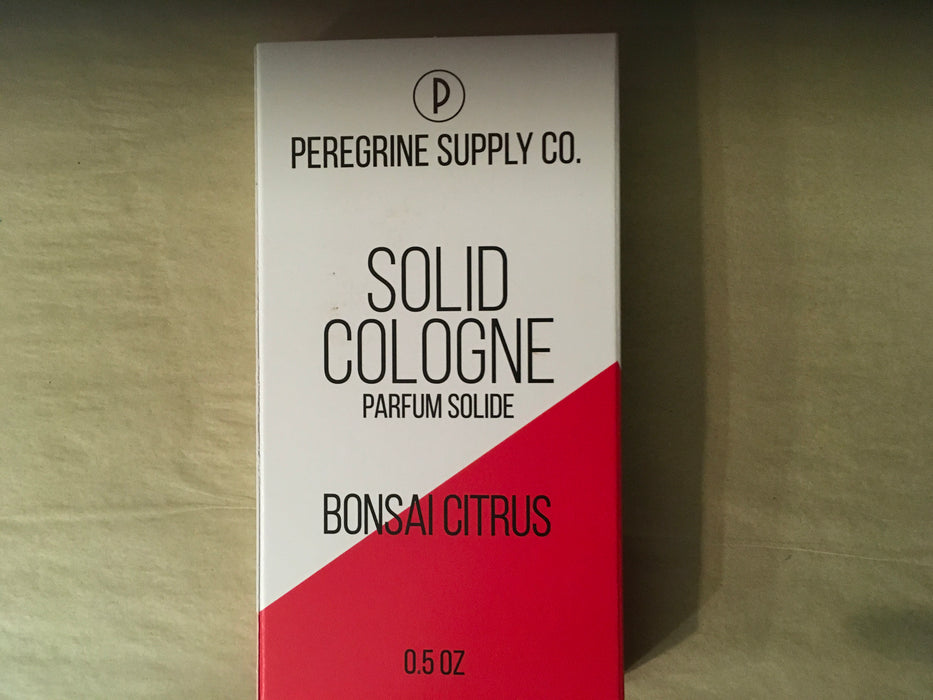 P
PEREGRINE SUPPLY CO.
SOLID
COLOGNE
PARFUM SOLIDE
BONSAI CITRUS
0.5 OZ